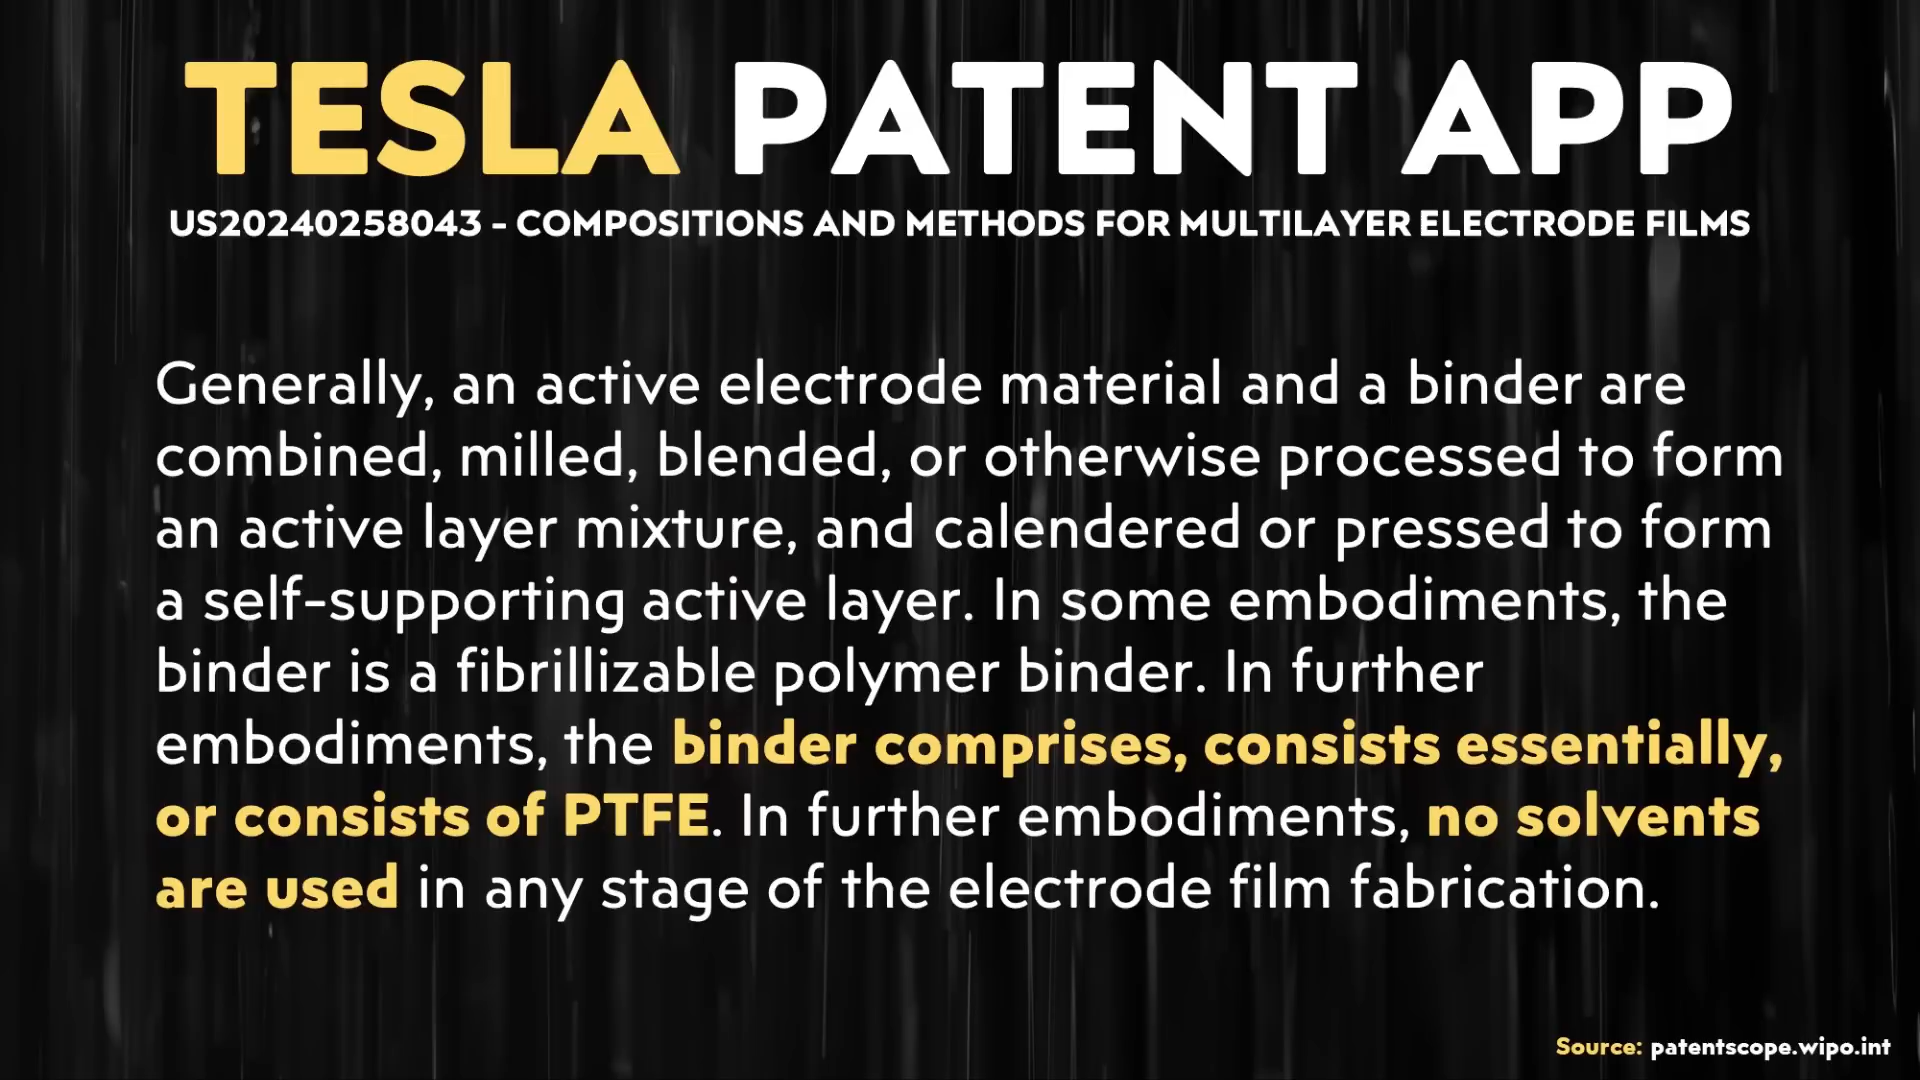 TESLA PATENT APP
US20240258043 - COMPOSITIONS AND METHODS FOR MULTILAYER ELECTRODE FILMS
Generally, an active electrode material and a binder are
combined, milled, blended, or otherwise processed to form
an active layer mixture, and calendered or pressed to form
a self-supporting active layer. In some embodiments, the
binder is a fibrillizable polymer binder. In further
embodiments, the binder comprises, consists essentially,
or consists of PTFE. In further embodiments, no solvents
are used in any stage of the electrode film fabrication.
Source: patentscope.wipo.int